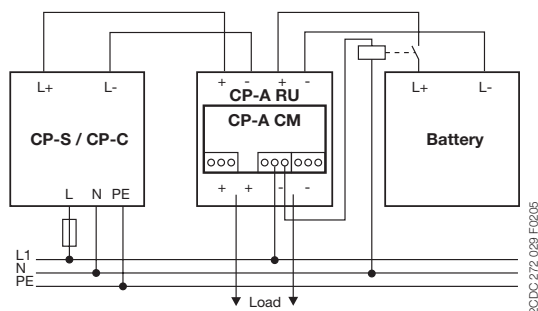 + - + -
L+ L- CP-A RU L+ L-
CP-S / CP-C CP-A CM Battery
L N PE + + - -
L1
N
PE
Load
2CDC 272 029 F0205